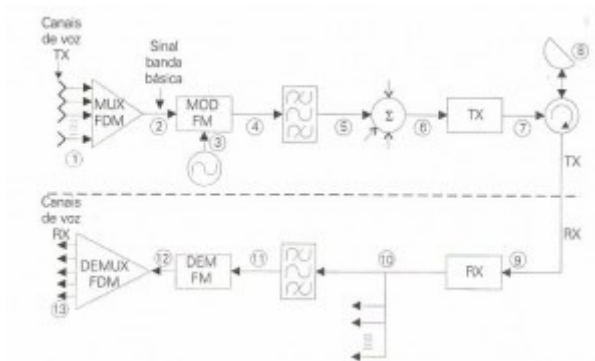 Canais
de voz
TX
Sinal
banda
básica
MUX
FDM
MOD
FM
Σ
TX
1
2
3
4
5
6
7
8
TX
Canais
de voz
RX
RX
DEMUX
FDM
DEM
FM
RX
13
12
11
10
9